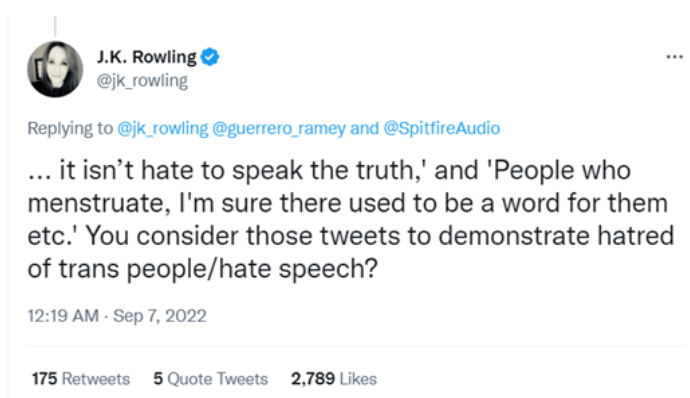 J.K. Rowling
@jk_rowling
Replying to @jk_rowling @guerrero_ramey and @SpitfireAudio
... it isn’t hate to speak the truth,' and 'People who
menstruate, I'm sure there used to be a word for them
etc.' You consider those tweets to demonstrate hatred
of trans people/hate speech?
12:19 AM · Sep 7, 2022
175 Retweets 5 Quote Tweets 2,789 Likes